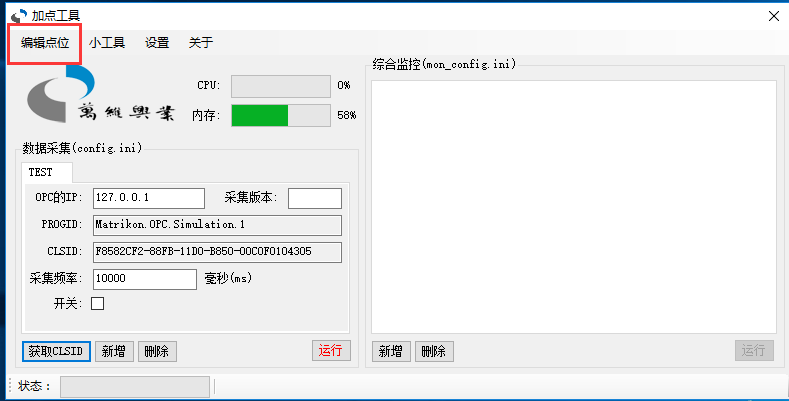 加点工具
编辑点位 小工具 设置 关于
萬維興業
CPU: 0%
内存: 58%
数据采集(config.ini)
TEST
OPC的IP: 127.0.0.1 采集版本:
PROGID: Matrikon.OPC.Simulation.1
CLSID: F8582CF2-88FB-11D0-B850-00C0F0104305
采集频率: 10000 毫秒(ms)
开关:
获取CLSID 新增 删除 运行
综合监控(mon_config.ini)
新增 删除 运行
状态：